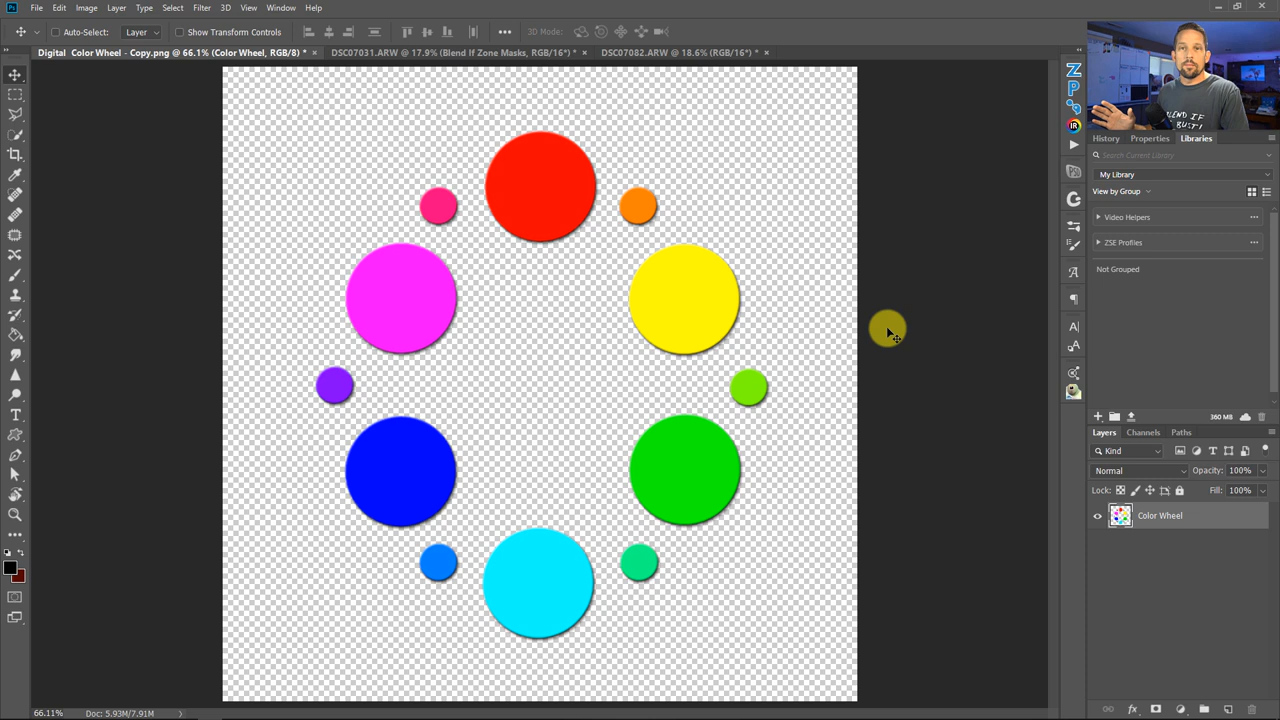 Ps File Edit Image Layer Type Select Filter 3D View Window Help
Auto-Select: Layer Show Transform Controls 3D Mode:
Digital Color Wheel - Copy.png @ 66.1% (Color Wheel, RGB/8) * × DSC07031.ARW @ 17.9% (Blend If Zone Masks, RGB/16*) * × DSC07082.ARW @ 18.6% (RGB/16*) * ×
BLEND IF
BUST!
History Properties Libraries
Search Current Library
My Library
View by Group
Video Helpers
ZSE Profiles
Not Grouped
360 MB
Layers Channels Paths
Kind
Normal Opacity: 100%
Lock: Fill: 100%
Color Wheel
66.11% Doc: 5.93M/7.91M